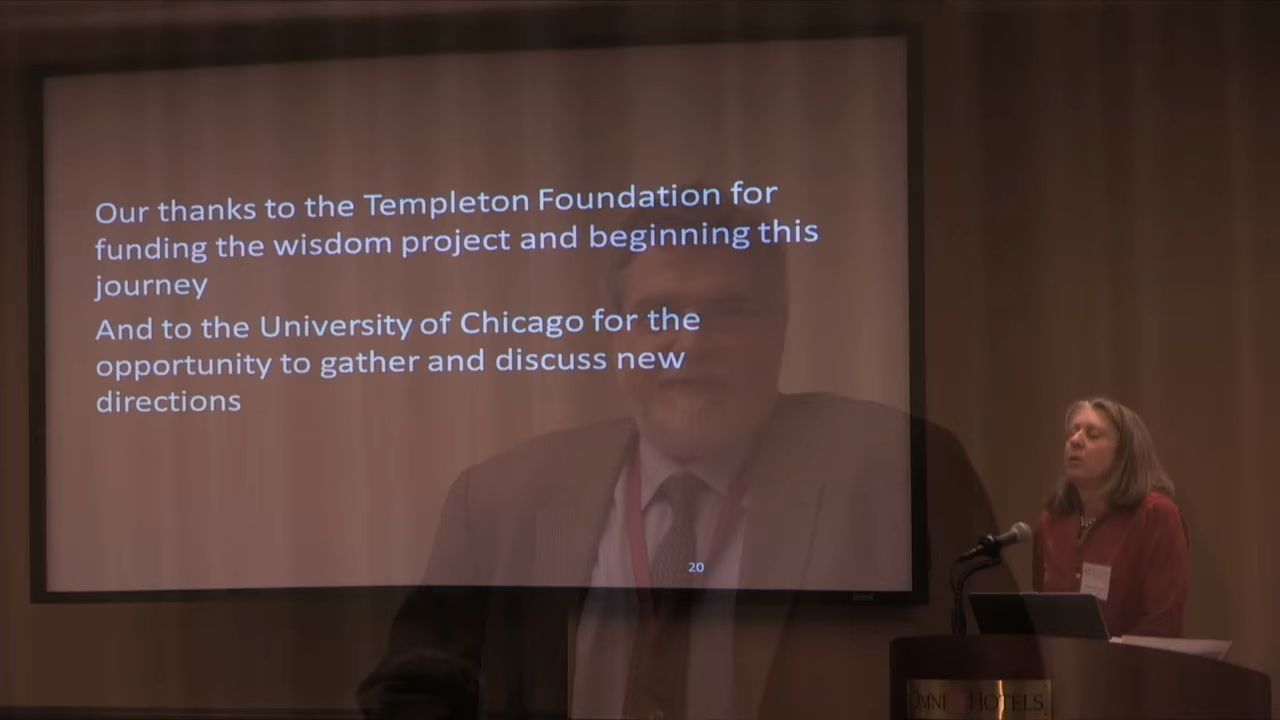 Our thanks to the Templeton Foundation for
funding the wisdom project and beginning this
journey
And to the University of Chicago for the
opportunity to gather and discuss new
directions
20
OMNI HOTELS